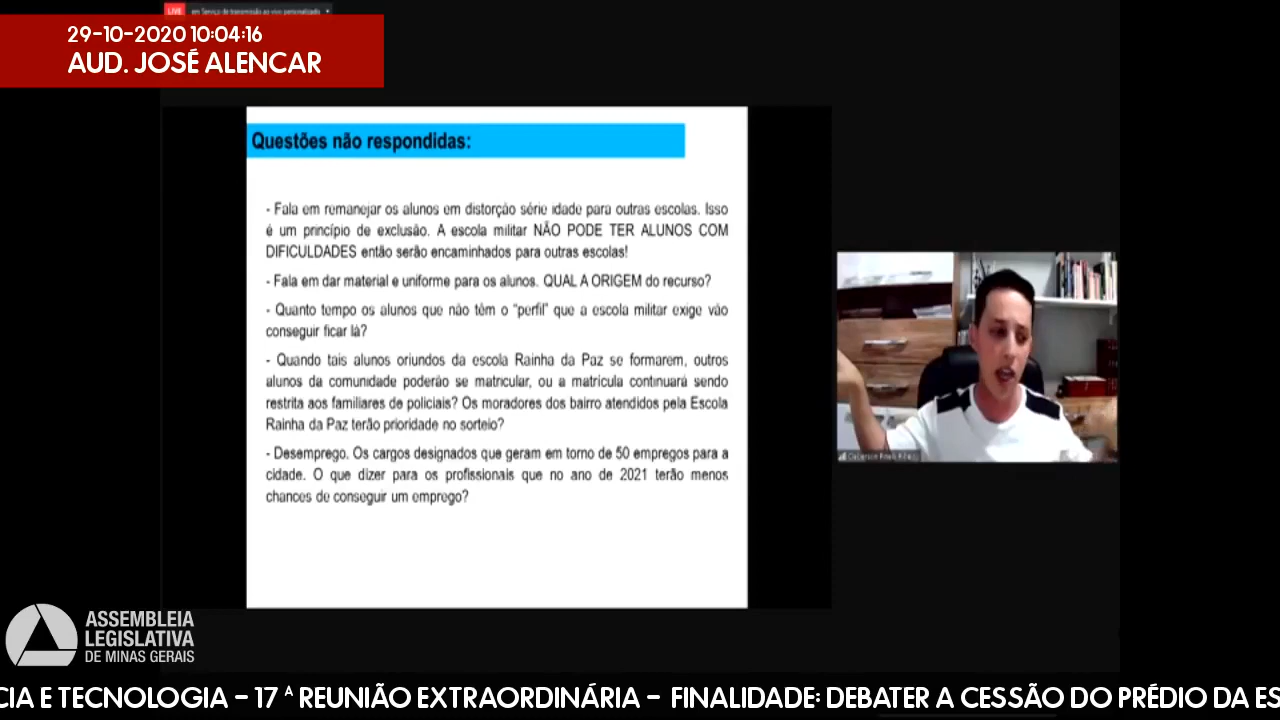 LIVE em Serviço de transmissão ao vivo personalizado
29-10-2020 10:04:16
AUD. JOSÉ ALENCAR
Questões não respondidas:
- Fala em remanejar os alunos em distorção série idade para outras escolas. Isso
é um princípio de exclusão. A escola militar NÃO PODE TER ALUNOS COM
DIFICULDADES então serão encaminhados para outras escolas!
- Fala em dar material e uniforme para os alunos. QUAL A ORIGEM do recurso?
- Quanto tempo os alunos que não têm o “perfil” que a escola militar exige vão
conseguir ficar lá?
- Quando tais alunos oriundos da escola Rainha da Paz se formarem, outros
alunos da comunidade poderão se matricular, ou a matrícula continuará sendo
restrita aos familiares de policiais? Os moradores dos bairro atendidos pela Escola
Rainha da Paz terão prioridade no sorteio?
- Desemprego. Os cargos designados que geram em torno de 50 empregos para a
cidade. O que dizer para os profissionais que no ano de 2021 terão menos
chances de conseguir um emprego?
ASSEMBLEIA
LEGISLATIVA
DE MINAS GERAIS
CIA E TECNOLOGIA - 17 ª REUNIÃO EXTRAORDINÁRIA - FINALIDADE: DEBATER A CESSÃO DO PRÉDIO DA ES